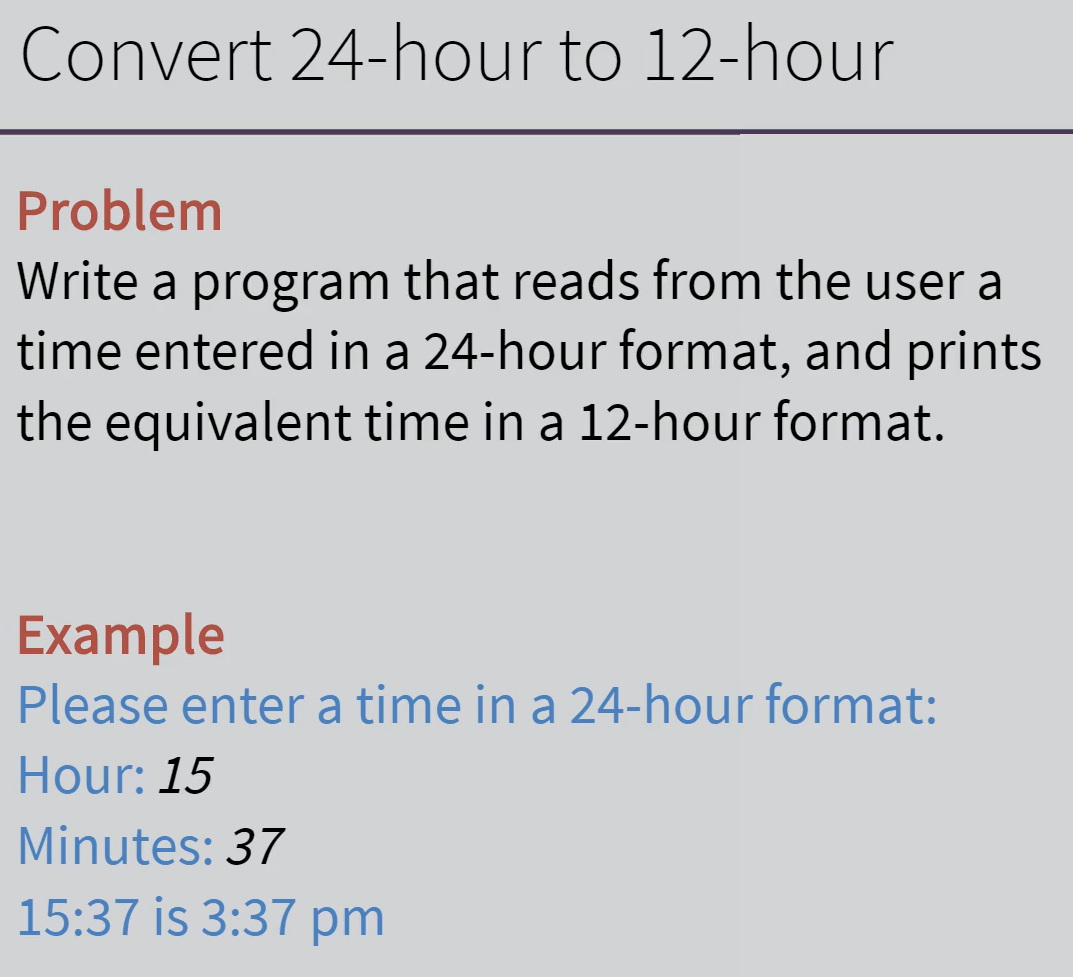 Convert 24-hour to 12-hour
Problem
Write a program that reads from the user a
time entered in a 24-hour format, and prints
the equivalent time in a 12-hour format.
Example
Please enter a time in a 24-hour format:
Hour: 15
Minutes: 37
15:37 is 3:37 pm